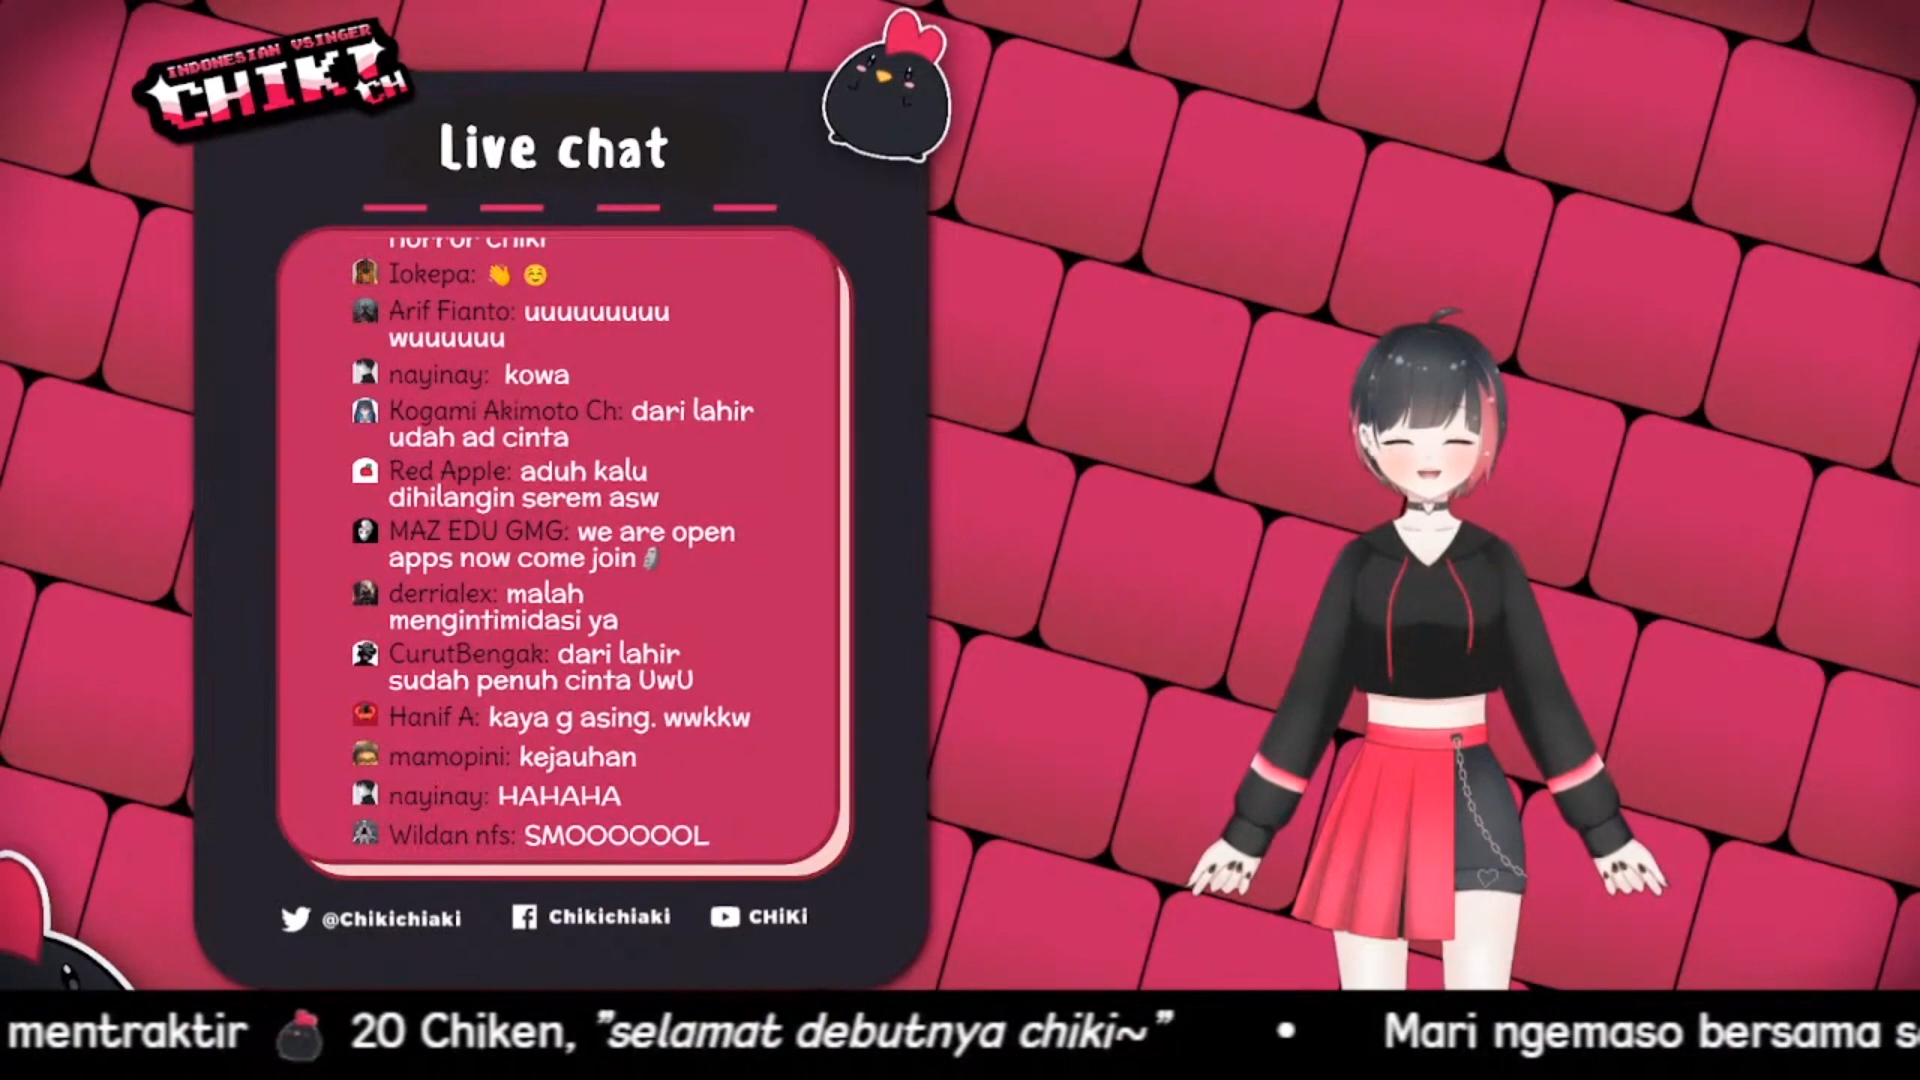 INDONESIAN VSINGER
CHIKI
CH
Live chat
horror chiki
Iokepa: 👏 ☺️
Arif Fianto: uuuuuuuuu
wuuuuuu
nayinay: kowa
Kogami Akimoto Ch: dari lahir
udah ad cinta
Red Apple: aduh kalu
dihilangin serem asw
MAZ EDU GMG: we are open
apps now come join🗿
derrialex: malah
mengintimidasi ya
CurutBengak: dari lahir
sudah penuh cinta UwU
Hanif A: kaya g asing. wwkkw
mamopini: kejauhan
nayinay: HAHAHA
Wildan nfs: SMOOOOOOL
@Chikichiaki Chikichiaki CHiKi
mentraktir 20 Chiken, "selamat debutnya chiki~" • Mari ngemaso bersama